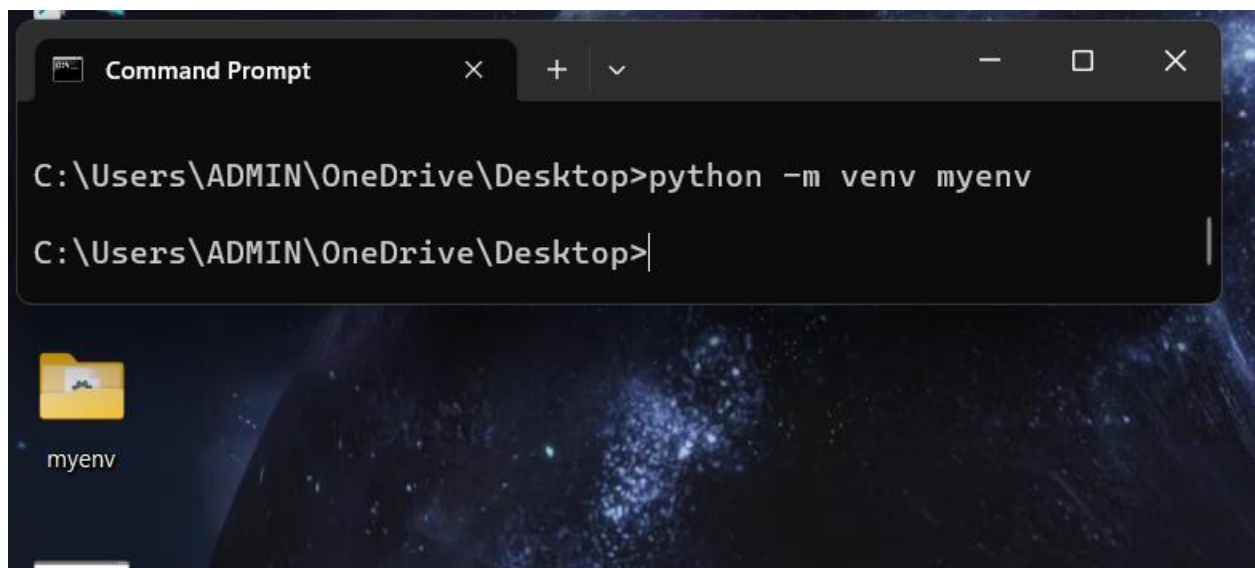 Command Prompt
C:\Users\ADMIN\OneDrive\Desktop>python -m venv myenv
C:\Users\ADMIN\OneDrive\Desktop>
myenv